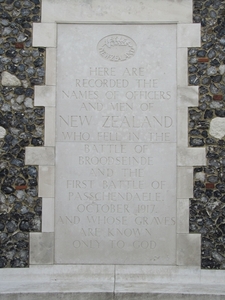 HERE ARE
RECORDED THE
NAMES OF OFFICERS
AND MEN OF
NEW ZEALAND
WHO FELL IN THE
BATTLE OF
BROODSEINDE
AND THE
FIRST BATTLE OF
PASSCHENDAELE
OCTOBER 1917
AND WHOSE GRAVES
ARE KNOWN
ONLY TO GOD